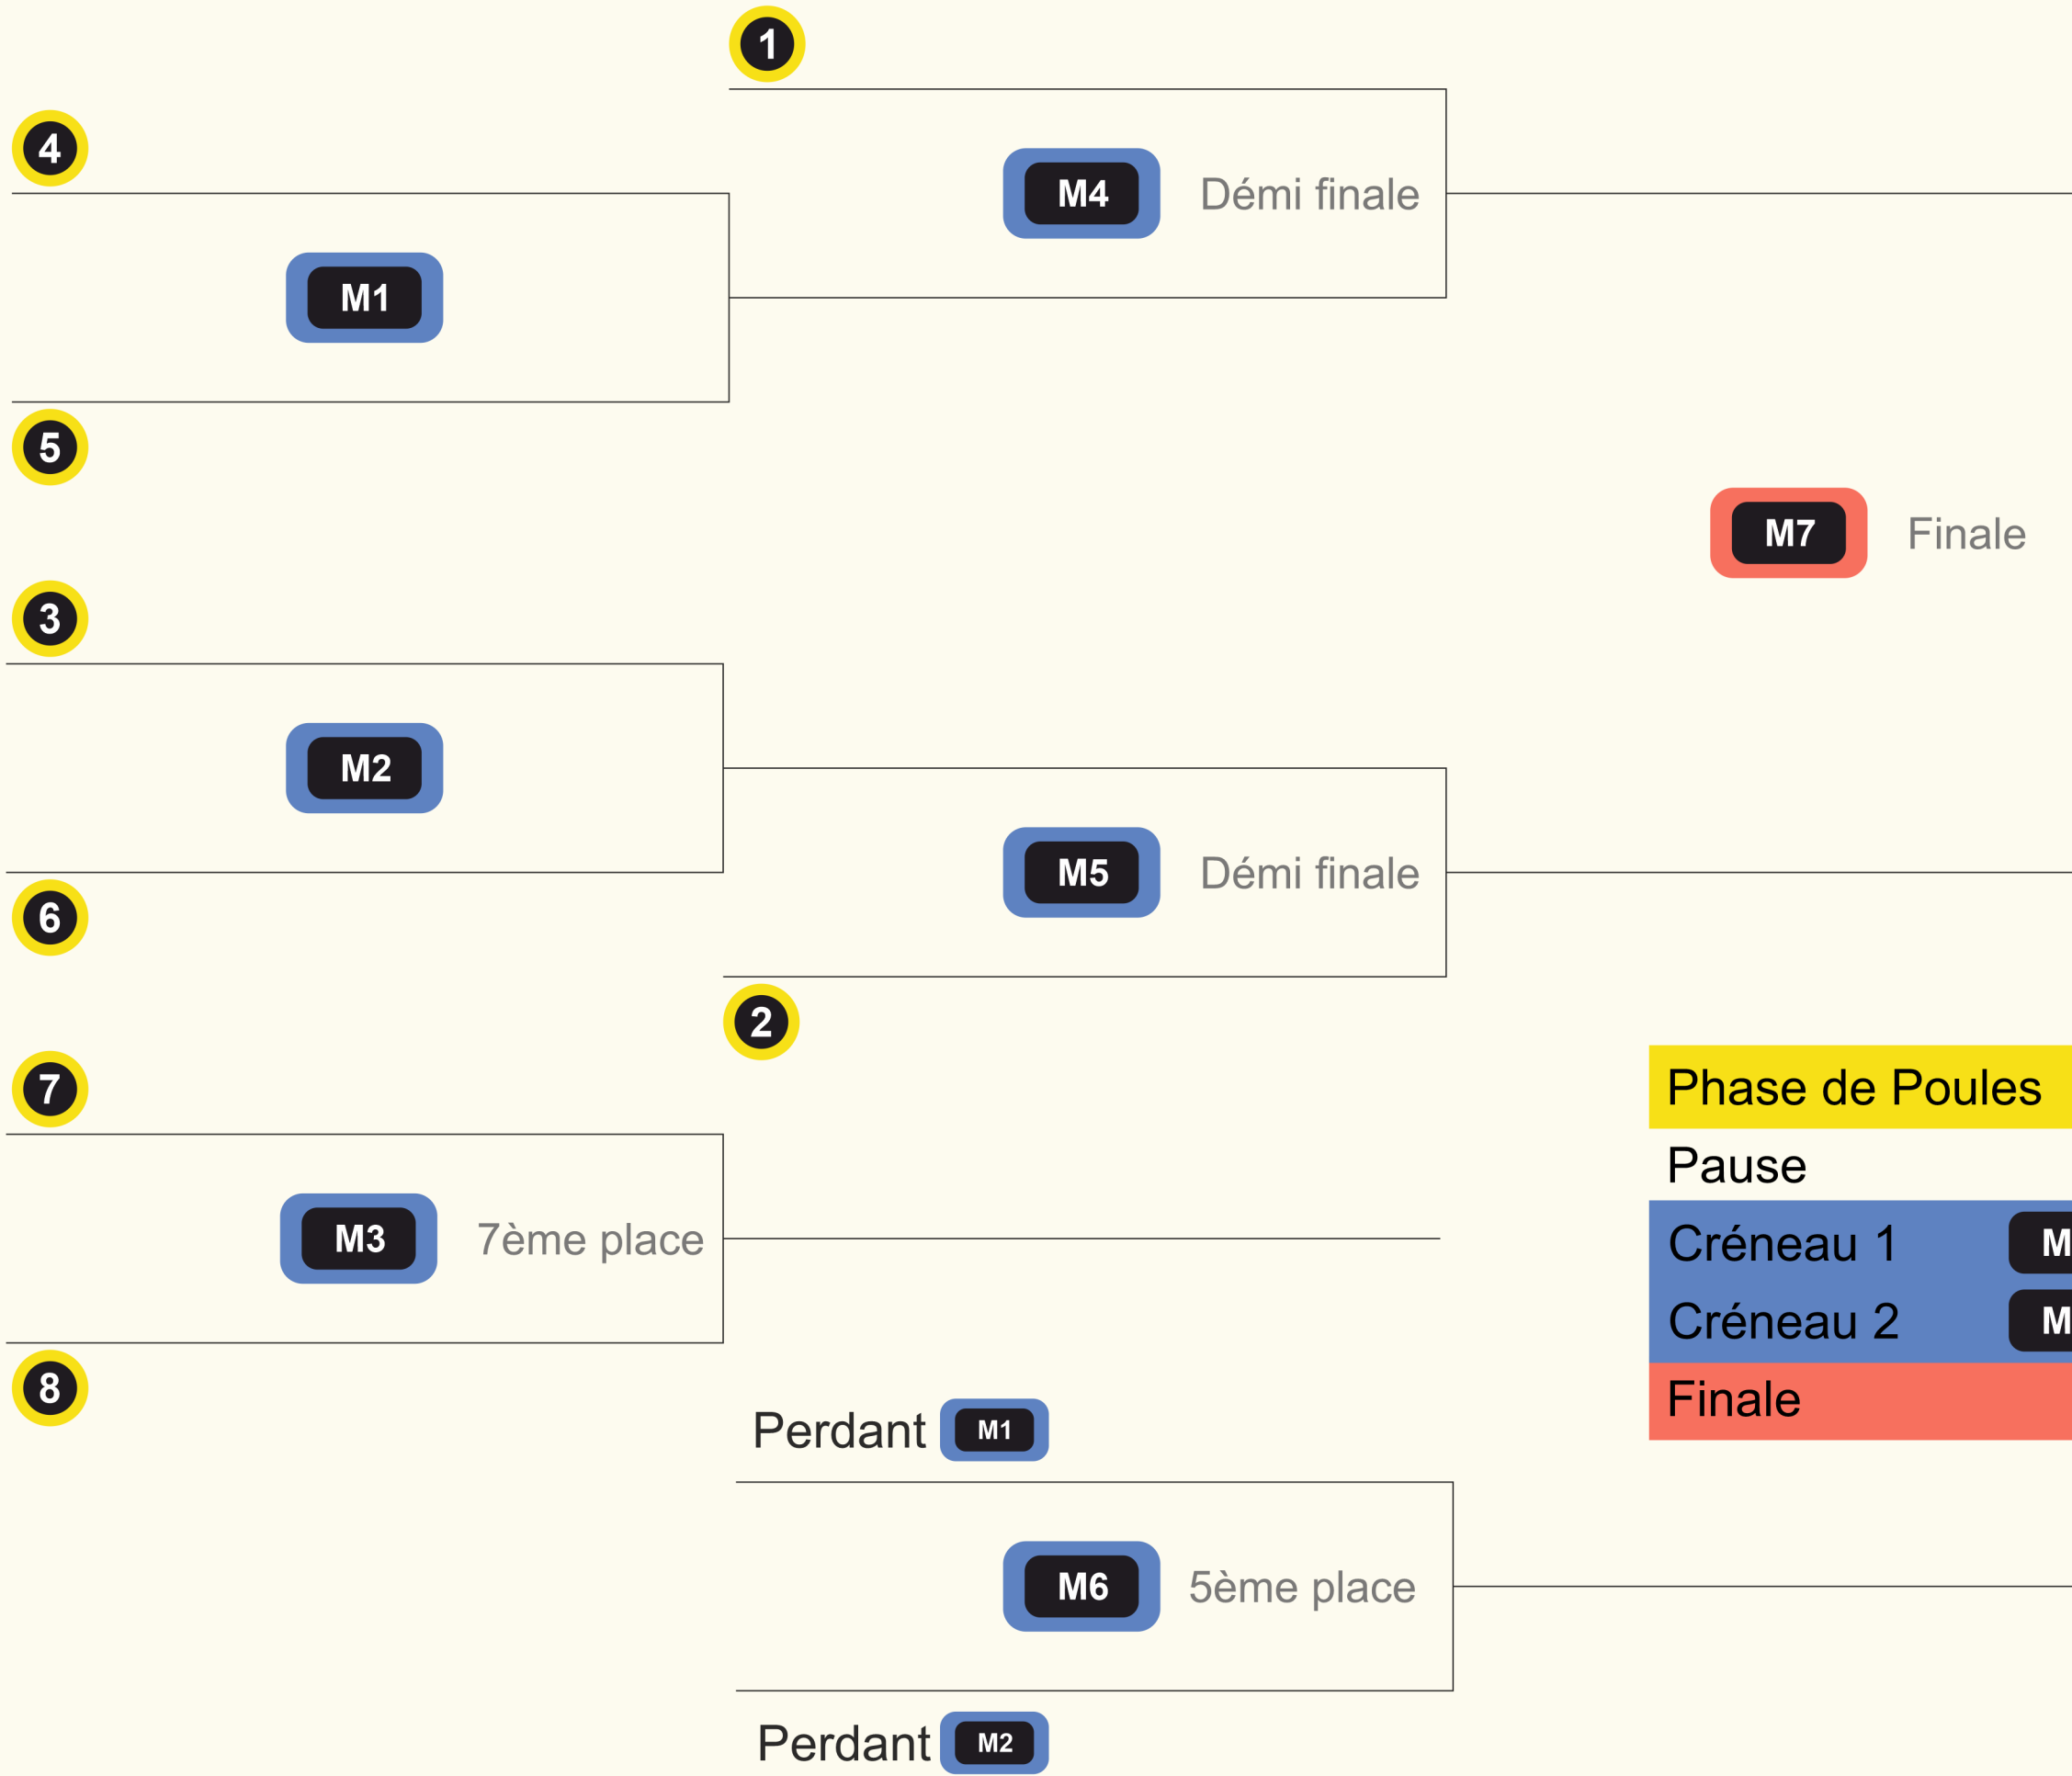 1
4
M4 Démi finale
M1
5
M7 Finale
3
M2
M5 Démi finale
6
2
7
Phase de Poules
Pause
M3 7ème place
Créneau 1 M
Créneau 2 M
8
Finale
Perdant M1
M6 5ème place
Perdant M2